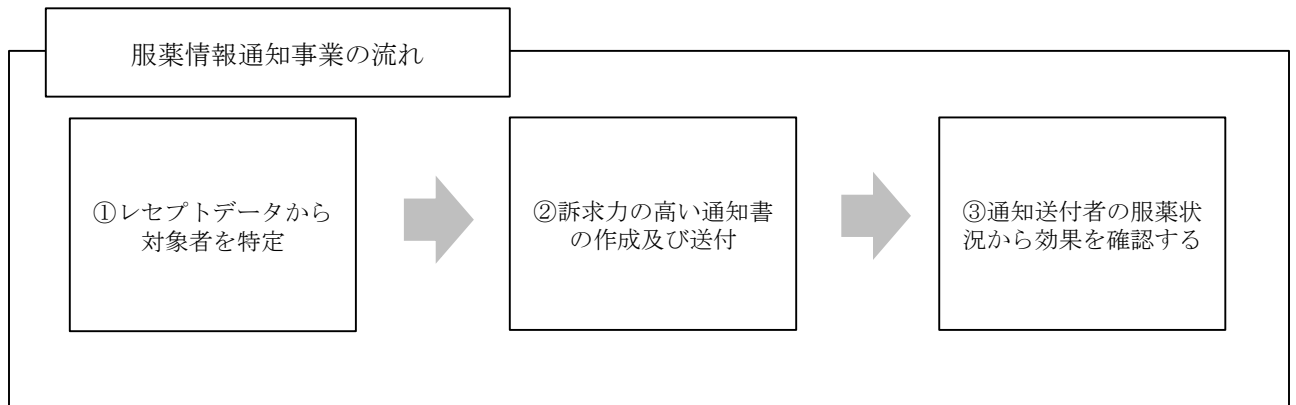 服薬情報通知事業の流れ
①レセプトデータから
対象者を特定
②訴求力の高い通知書
の作成及び送付
③通知送付者の服薬状
況から効果を確認する